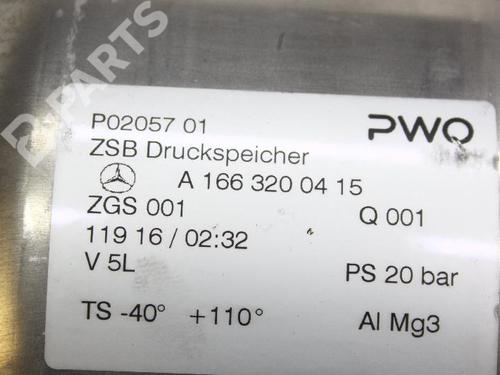 B-PARTS
P02057 01 PWO
ZSB Druckspeicher
A 166 320 04 15
ZGS 001 Q 001
119 16 / 02:32
V 5L PS 20 bar
TS -40° +110° Al Mg3